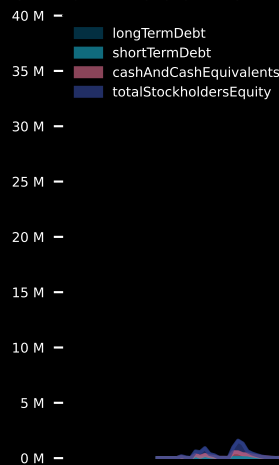 40 M
longTermDebt
shortTermDebt
35 M
cashAndCashEquivalents
totalStockholdersEquity
30 M
25 M
20 M
15 M
10 M
5 M
0 M